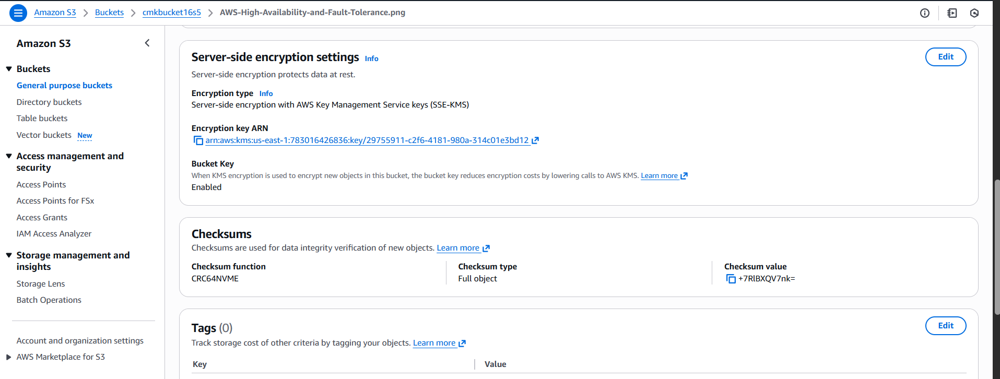 Amazon S3 > Buckets > cmkbucket16s5 > AWS-High-Availability-and-Fault-Tolerance.png
Amazon S3
Buckets
General purpose buckets
Directory buckets
Table buckets
Vector buckets New
Access management and
security
Access Points
Access Points for FSx
Access Grants
IAM Access Analyzer
Storage management and
insights
Storage Lens
Batch Operations
Account and organization settings
AWS Marketplace for S3
Server-side encryption settings Info
Edit
Server-side encryption protects data at rest.
Encryption type Info
Server-side encryption with AWS Key Management Service keys (SSE-KMS)
Encryption key ARN
arn:aws:kms:us-east-1:783016426836:key/29755911-c2f6-4181-980a-314c01e3bd12
Bucket Key
When KMS encryption is used to encrypt new objects in this bucket, the bucket key reduces encryption costs by lowering calls to AWS KMS. Learn more
Enabled
Checksums
Checksums are used for data integrity verification of new objects. Learn more
Checksum function
CRC64NVME
Checksum type
Full object
Checksum value
+7RlBXQV7nk=
Tags (0)
Edit
Track storage cost of other criteria by tagging your objects. Learn more
Key
Value